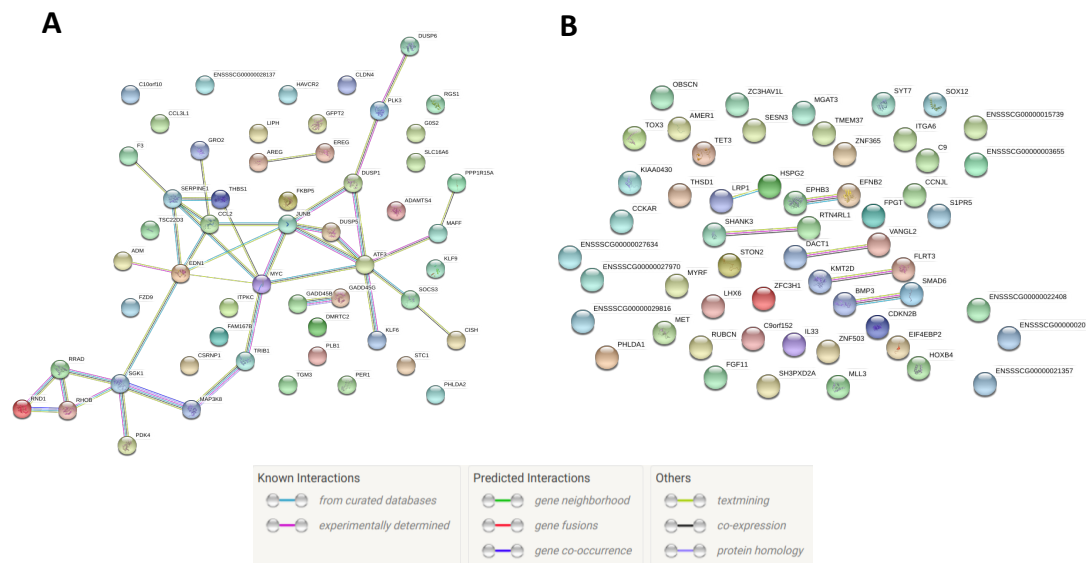 A
B
DUSP6
ENSSSCG00000028137
C10orf10
HAVCR2
CLDN4
PLK3
RGS1
CCL3L1
LIPH
GFPT2
G0S2
GRO2
EREG
F3
AREG
SLC16A6
SERPINE1
THBS1
FKBP5
DUSP1
PPP1R15A
TSC22D3
CCL2
JUNB
DUSP5
ADAMTS4
MAFF
ADM
EDN1
MYC
ATF3
KLF9
FZD9
ITPKC
GADD45B
GADD45G
SOCS3
FAM167B
DMRTC2
KLF6
CISH
CSRNP1
TRIB1
PLB1
STC1
RRAD
SGK1
TGM3
PER1
PHLDA2
RND1
RHOB
MAP3K8
PDK4
OBSCN
ZC3HAV1L
SYT7
SOX12
MGAT3
TOX3
AMER1
SESN3
TMEM37
ITGA6
ENSSSCG00000015739
TET3
ZNF365
C9
ENSSSCG00000003655
KIAA0430
THSD1
LRP1
HSPG2
EPHB3
EFNB2
CCNJL
CCKAR
SHANK3
RTN4RL1
FPGT
S1PR5
ENSSSCG00000027634
STON2
DACT1
VANGL2
ENSSSCG00000027970
MYRF
KMT2D
FLRT3
ENSSSCG00000029816
LHX6
ZFC3H1
BMP3
SMAD6
ENSSSCG00000022408
MET
CDKN2B
ENSSSCG00000020
PHLDA1
RUBCN
C9orf152
IL33
ZNF503
EIF4EBP2
HOXB4
FGF11
SH3PXD2A
MLL3
ENSSSCG00000021357
Known Interactions
from curated databases
experimentally determined
Predicted Interactions
gene neighborhood
gene fusions
gene co-occurrence
Others
textmining
co-expression
protein homology